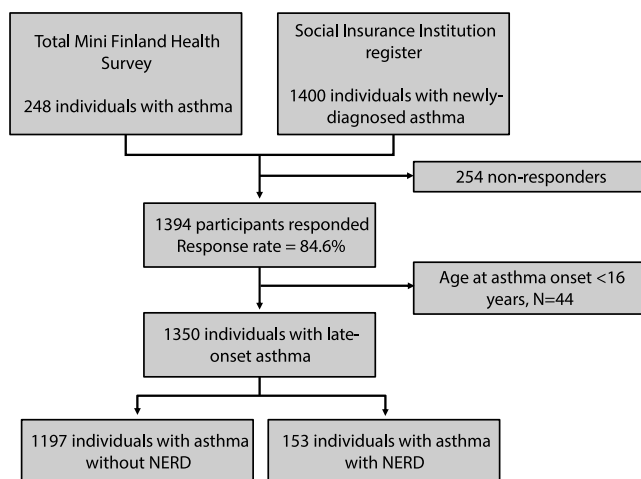 Total Mini Finland Health
Survey
248 individuals with asthma
Social Insurance Institution
register
1400 individuals with newly-
diagnosed asthma
254 non-responders
1394 participants responded
Response rate = 84.6%
Age at asthma onset <16
years, N=44
1350 individuals with late-
onset asthma
1197 individuals with asthma
without NERD
153 individuals with asthma
with NERD